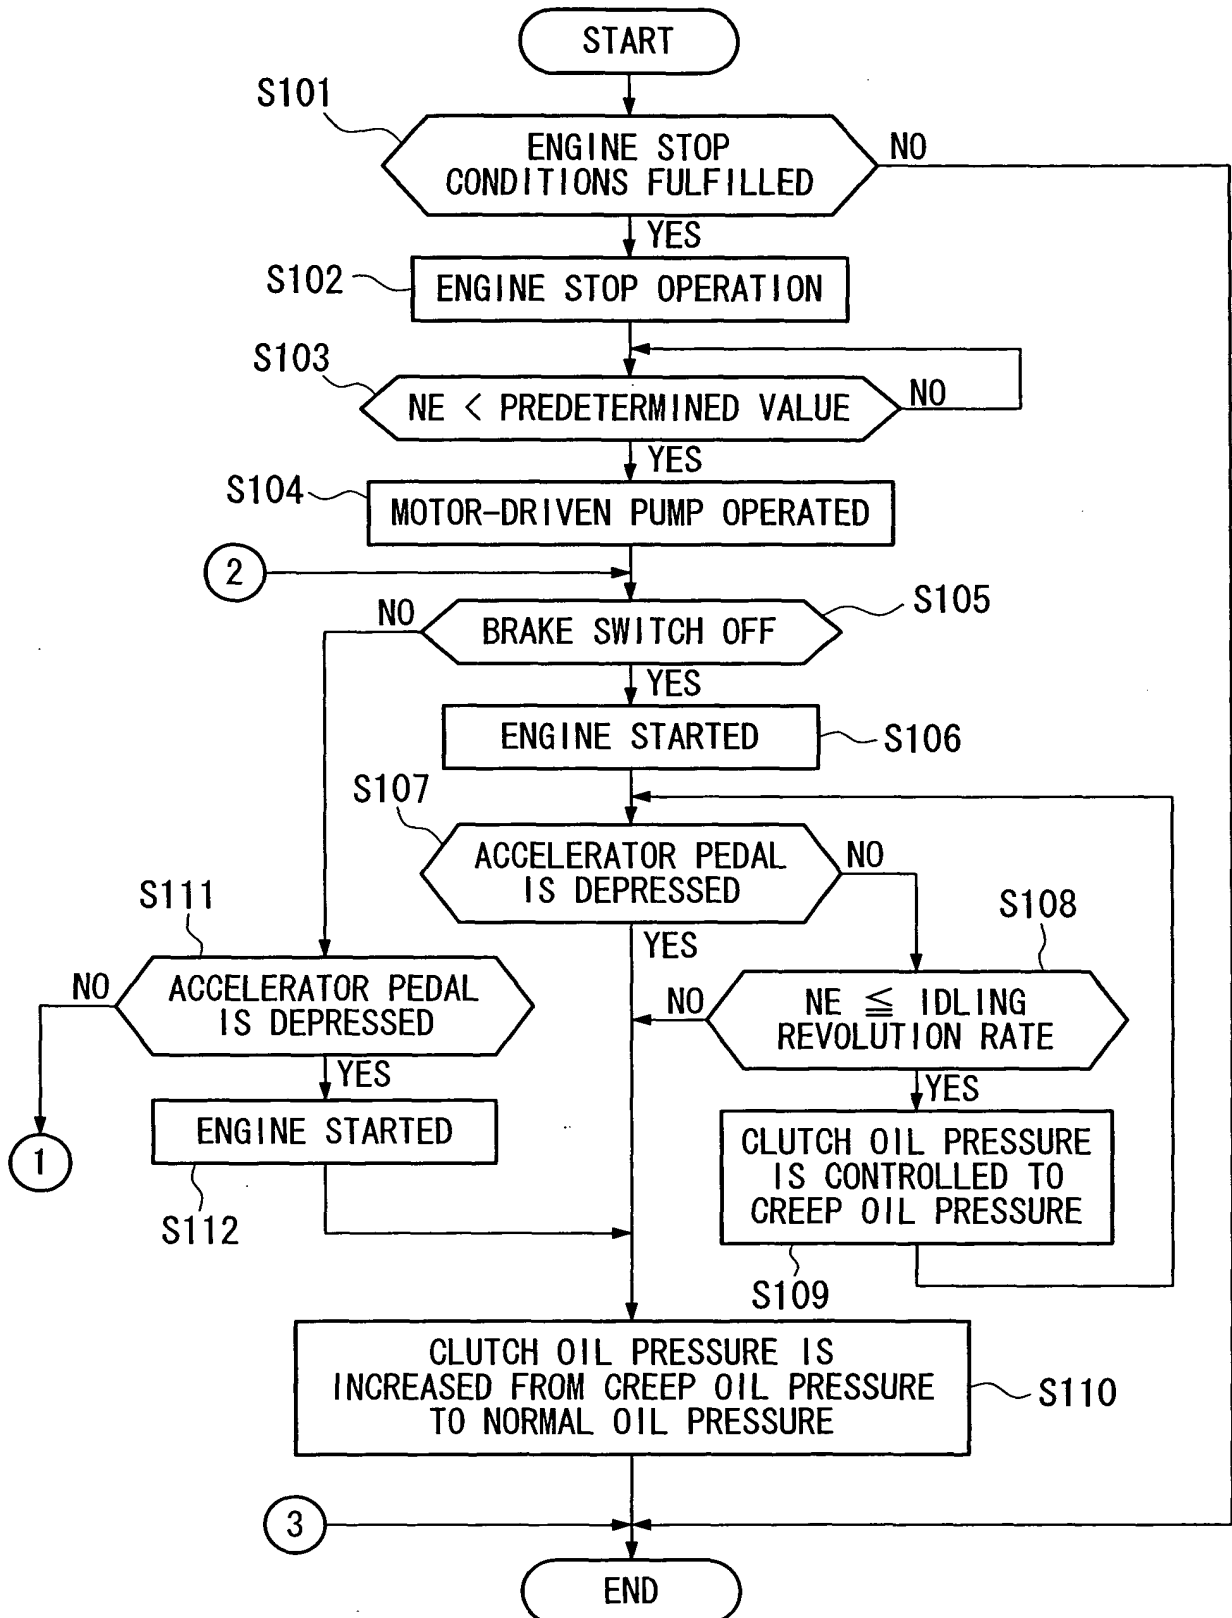 START
S101
ENGINE STOP
CONDITIONS FULFILLED
NO
YES
S102
ENGINE STOP OPERATION
S103
NE < PREDETERMINED VALUE
NO
YES
S104
MOTOR-DRIVEN PUMP OPERATED
2
NO
BRAKE SWITCH OFF
S105
YES
ENGINE STARTED
S106
S107
ACCELERATOR PEDAL
IS DEPRESSED
NO
YES
S108
NO
NE ≦ IDLING
REVOLUTION RATE
YES
CLUTCH OIL PRESSURE
IS CONTROLLED TO
CREEP OIL PRESSURE
S109
S111
NO
ACCELERATOR PEDAL
IS DEPRESSED
YES
1
ENGINE STARTED
S112
CLUTCH OIL PRESSURE IS
INCREASED FROM CREEP OIL PRESSURE
TO NORMAL OIL PRESSURE
S110
3
END